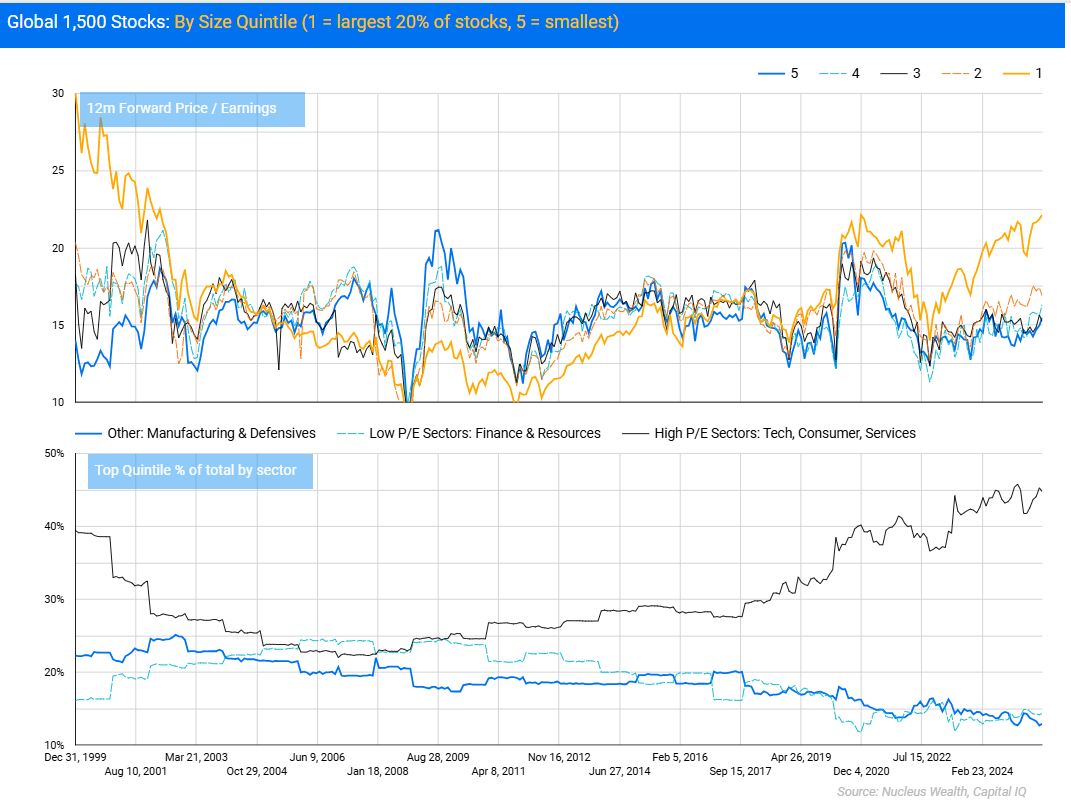 Global 1,500 Stocks: By Size Quintile (1 = largest 20% of stocks, 5 = smallest)
5 4 3 2 1
12m Forward Price / Earnings
30
25
20
15
10
Other: Manufacturing & Defensives Low P/E Sectors: Finance & Resources High P/E Sectors: Tech, Consumer, Services
Top Quintile % of total by sector
50%
40%
30%
20%
10%
Dec 31, 1999 Mar 21, 2003 Jun 9, 2006 Aug 28, 2009 Nov 16, 2012 Feb 5, 2016 Apr 26, 2019 Jul 15, 2022
Aug 10, 2001 Oct 29, 2004 Jan 18, 2008 Apr 8, 2011 Jun 27, 2014 Sep 15, 2017 Dec 4, 2020 Feb 23, 2024
Source: Nucleus Wealth, Capital IQ